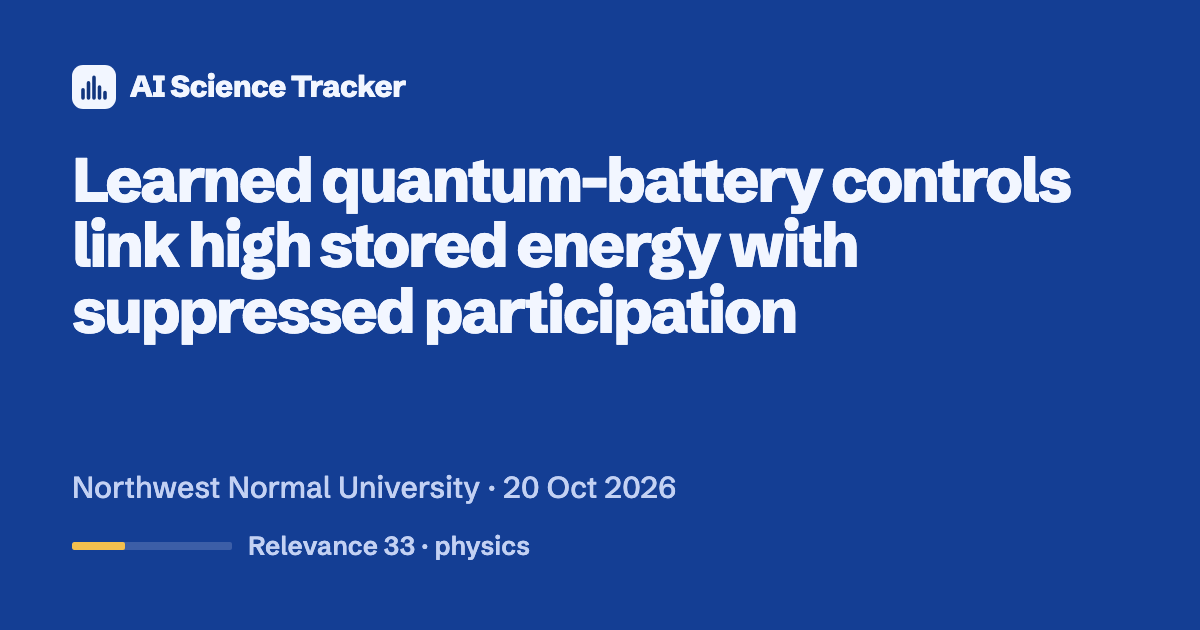 AI Science Tracker
Learned quantum-battery controls
link high stored energy with
suppressed participation
Northwest Normal University · 20 Oct 2026
Relevance 33 · physics